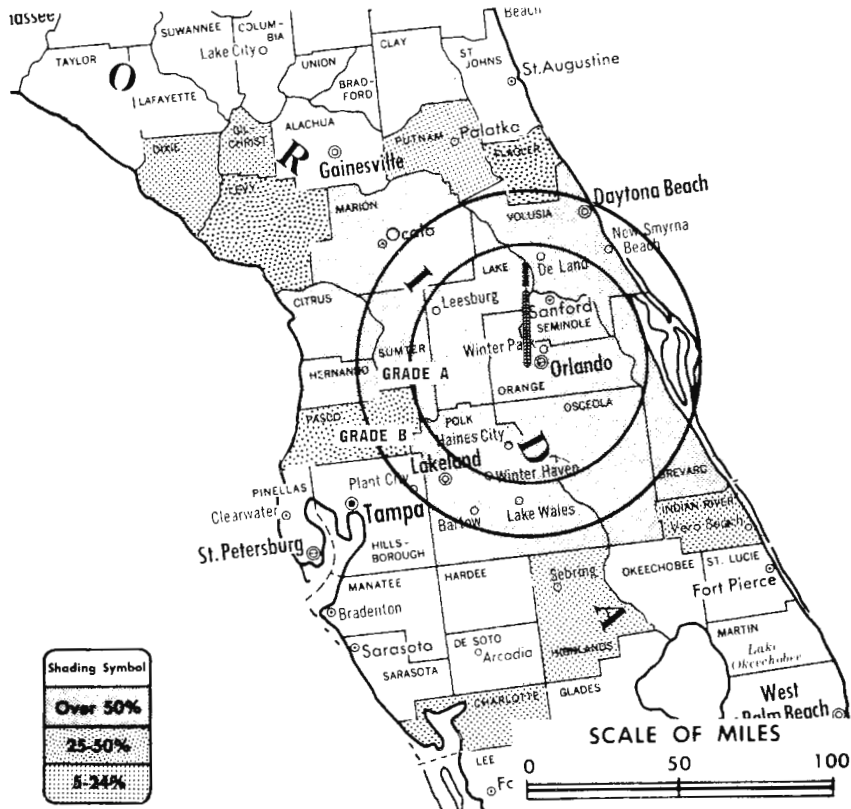 nassee
Beach
SUWANNEE
COLUM-
BIA
TAYLOR
Lake City
CLAY
ST
JOHNS
UNION
St. Augustine
O
LAFAYETTE
BRAD-
FORD
GIL-
CHRIST
ALACHUA
DIXIE
R
Gainesville
PUTNAM
Palatka
FLAGLER
LEVY
MARION
Daytona Beach
VOLUSIA
Ocala
New Smyrna
Beach
I
LAKE
De Land
CITRUS
Leesburg
Sanford
SEMINOLE
SUMTER
Winter Park
HERNANDO
GRADE A
Orlando
ORANGE
OSCEOLA
PASCO
POLK
GRADE B
Haines City
D
Lakeland
Winter Haven
BREVARD
PINELLAS
Plant City
Clearwater
Tampa
Bartow
Lake Wales
INDIAN RIVER
Vero Beach
St. Petersburg
HILLS-
BOROUGH
MANATEE
HARDEE
Sebring
OKEECHOBEE
ST. LUCIE
Fort Pierce
Bradenton
A
MARTIN
DE SOTO
Sarasota
Arcadia
HIGHLANDS
Lake
Okeechobee
SARASOTA
CHARLOTTE
GLADES
West
Palm Beach
LEE
Fc
Shading Symbol
Over 50%
25-50%
5-24%
SCALE OF MILES
0 50 100